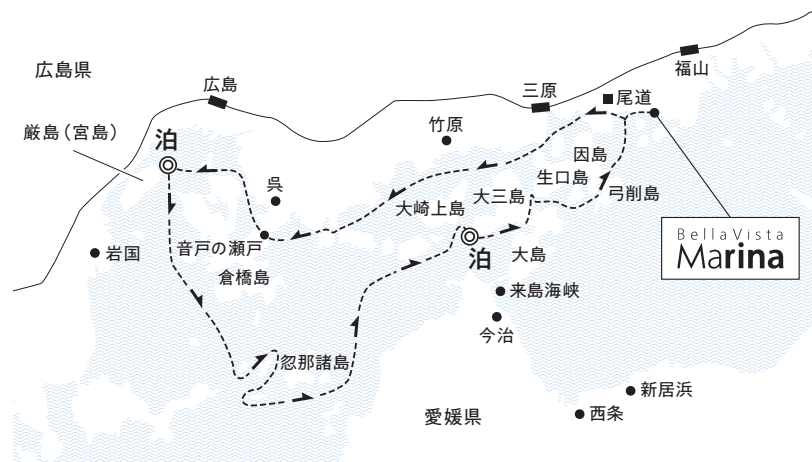 広島県
広島
三原
福山
尾道
竹原
厳島（宮島）
泊
因島
生口島
弓削島
呉
大三島
大崎上島
BellaVista
Marina
音戸の瀬戸
倉橋島
岩国
泊
大島
来島海峡
今治
忽那諸島
愛媛県
新居浜
西条